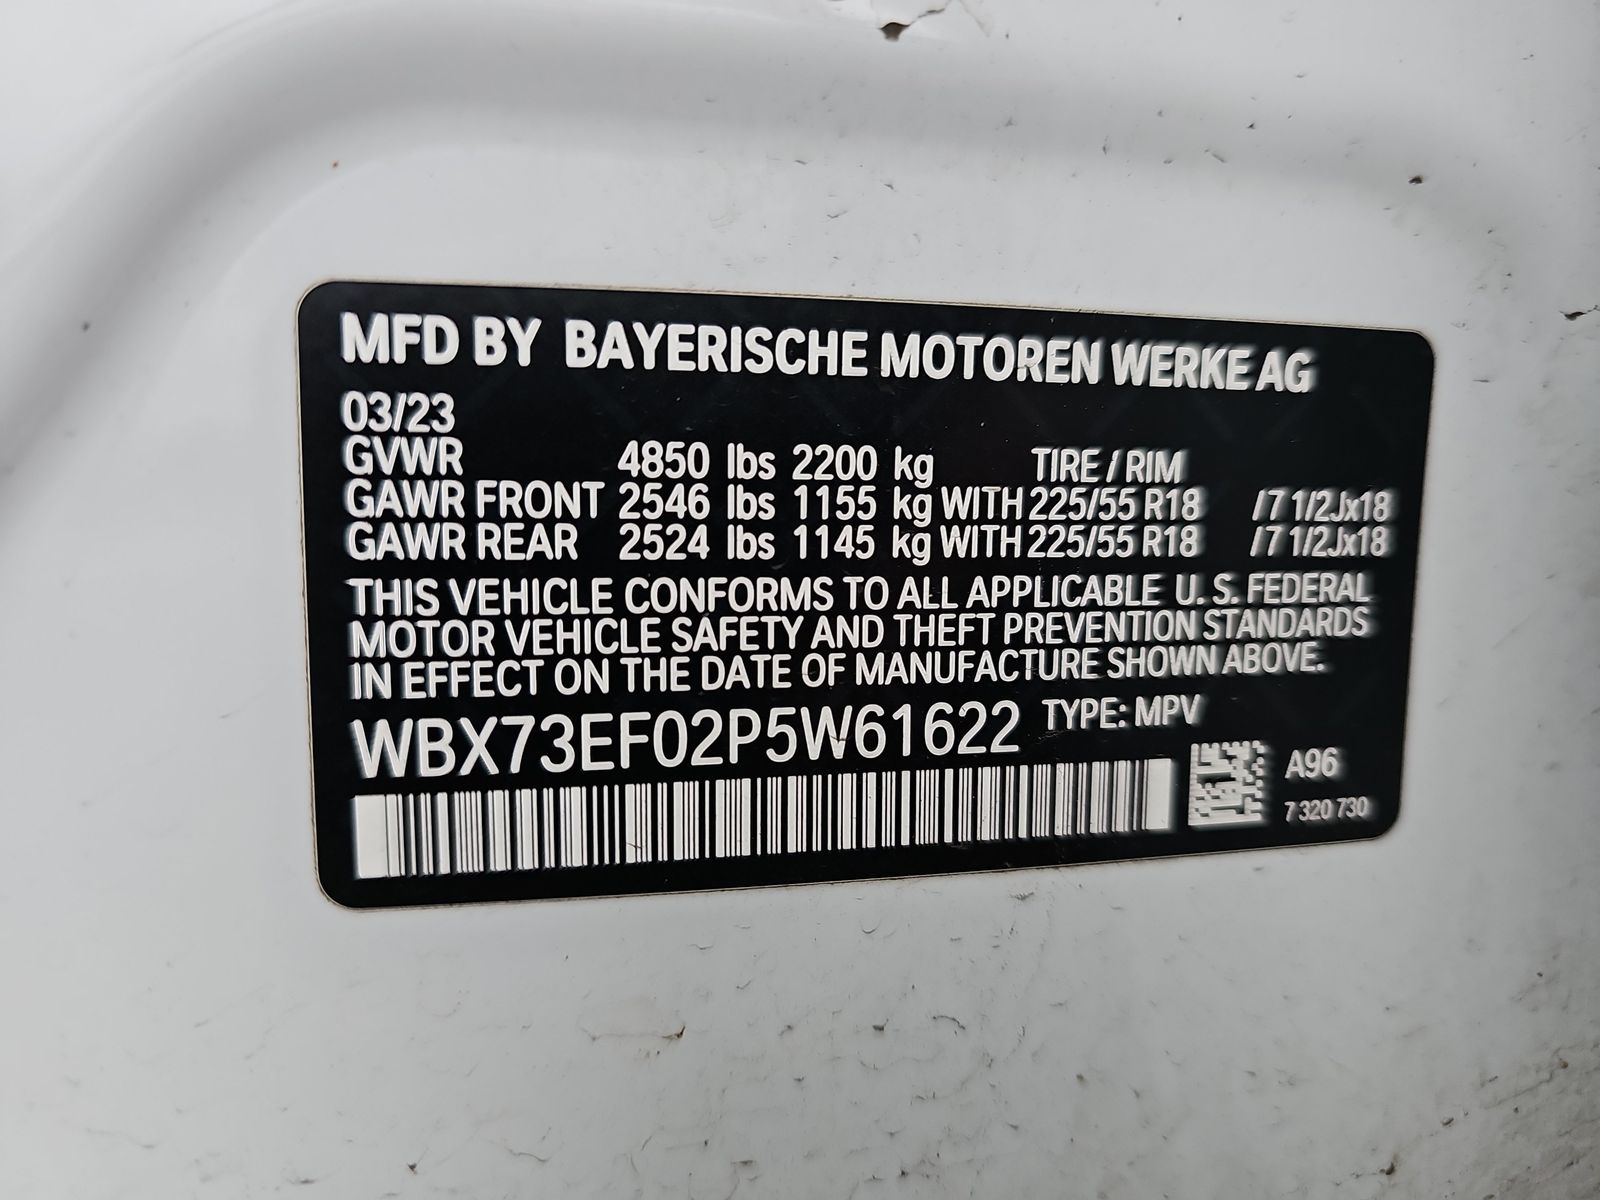 MFD BY BAYERISCHE MOTOREN WERKE AG
03/23
GVWR 4850 lbs 2200 kg TIRE / RIM
GAWR FRONT 2546 lbs 1155 kg WITH 225/55 R18 /7 1/2Jx18
GAWR REAR 2524 lbs 1145 kg WITH 225/55 R18 /7 1/2Jx18
THIS VEHICLE CONFORMS TO ALL APPLICABLE U. S. FEDERAL
MOTOR VEHICLE SAFETY AND THEFT PREVENTION STANDARDS
IN EFFECT ON THE DATE OF MANUFACTURE SHOWN ABOVE.
WBX73EF02P5W61622 TYPE: MPV
A96
7 320 730